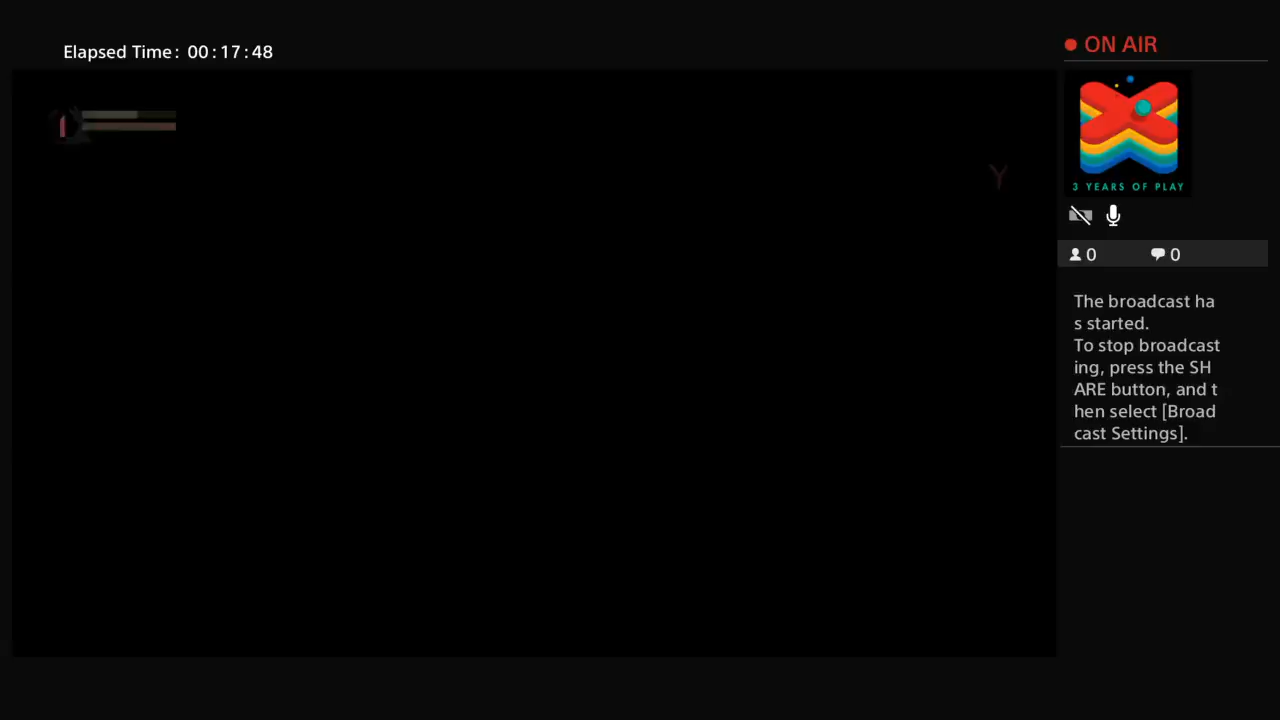 Elapsed Time: 00:17:48
ON AIR
3 YEARS OF PLAY
0
0
The broadcast ha
s started.
To stop broadcast
ing, press the SH
ARE button, and t
hen select [Broad
cast Settings].
Y